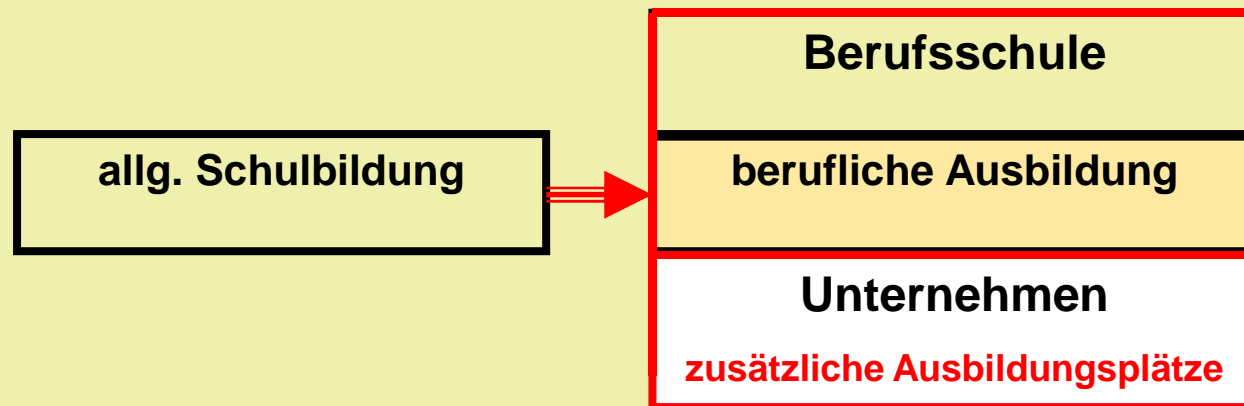 Berufsschule
allg. Schulbildung
berufliche Ausbildung
Unternehmen
zusätzliche Ausbildungsplätze